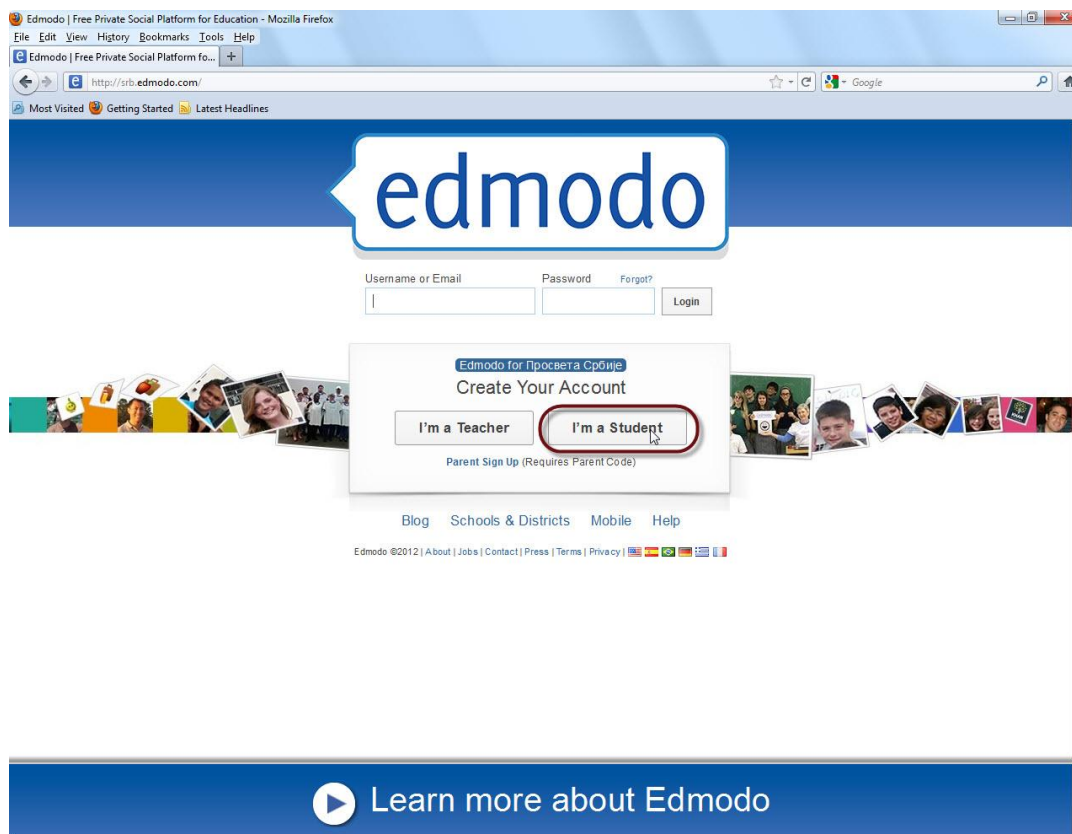 Edmodo | Free Private Social Platform for Education - Mozilla Firefox
File Edit View History Bookmarks Tools Help
Edmodo | Free Private Social Platform fo... +
http://srb.edmodo.com/ Google
Most Visited Getting Started Latest Headlines
edmodo
Username or Email Password Forgot?
Login
Edmodo for Просвета Србије
Create Your Account
I'm a Teacher I'm a Student
Parent Sign Up (Requires Parent Code)
Blog Schools & Districts Mobile Help
Edmodo ©2012 | About | Jobs | Contact | Press | Terms | Privacy |
Learn more about Edmodo